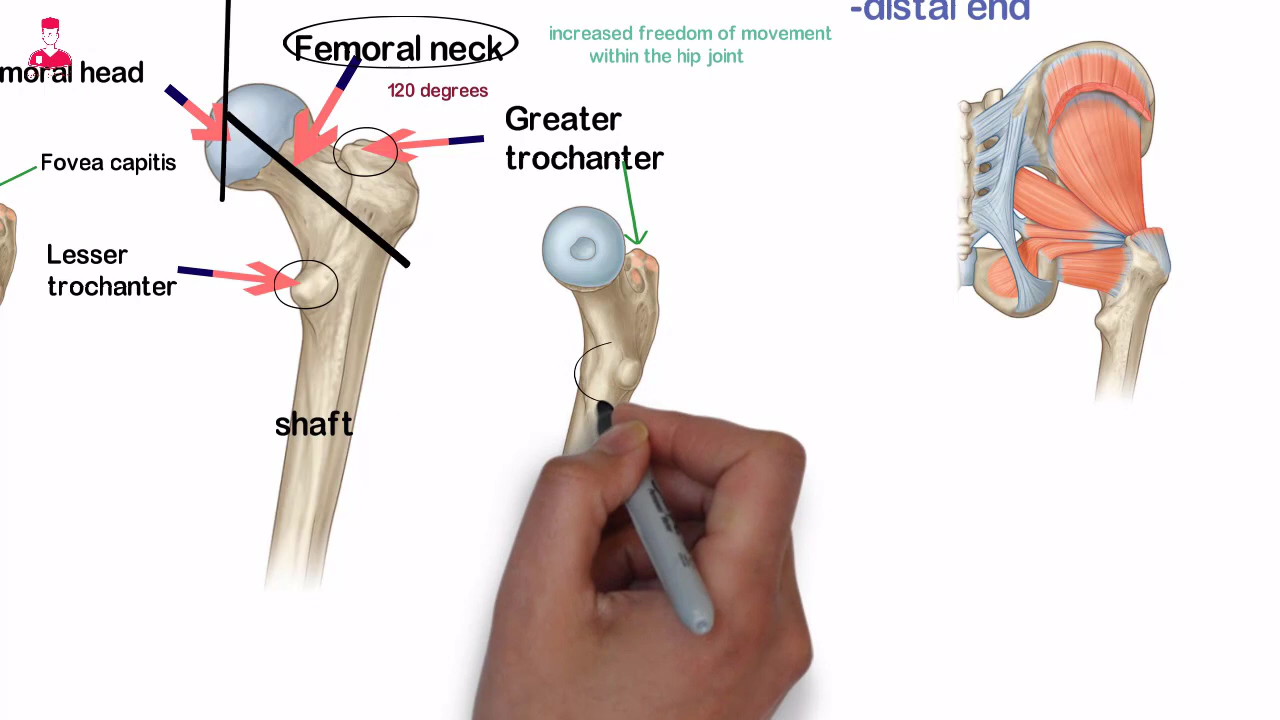 -distal end
increased freedom of movement
within the hip joint
Femoral neck
moral head
120 degrees
Greater
trochanter
Fovea capitis
Lesser
trochanter
shaft